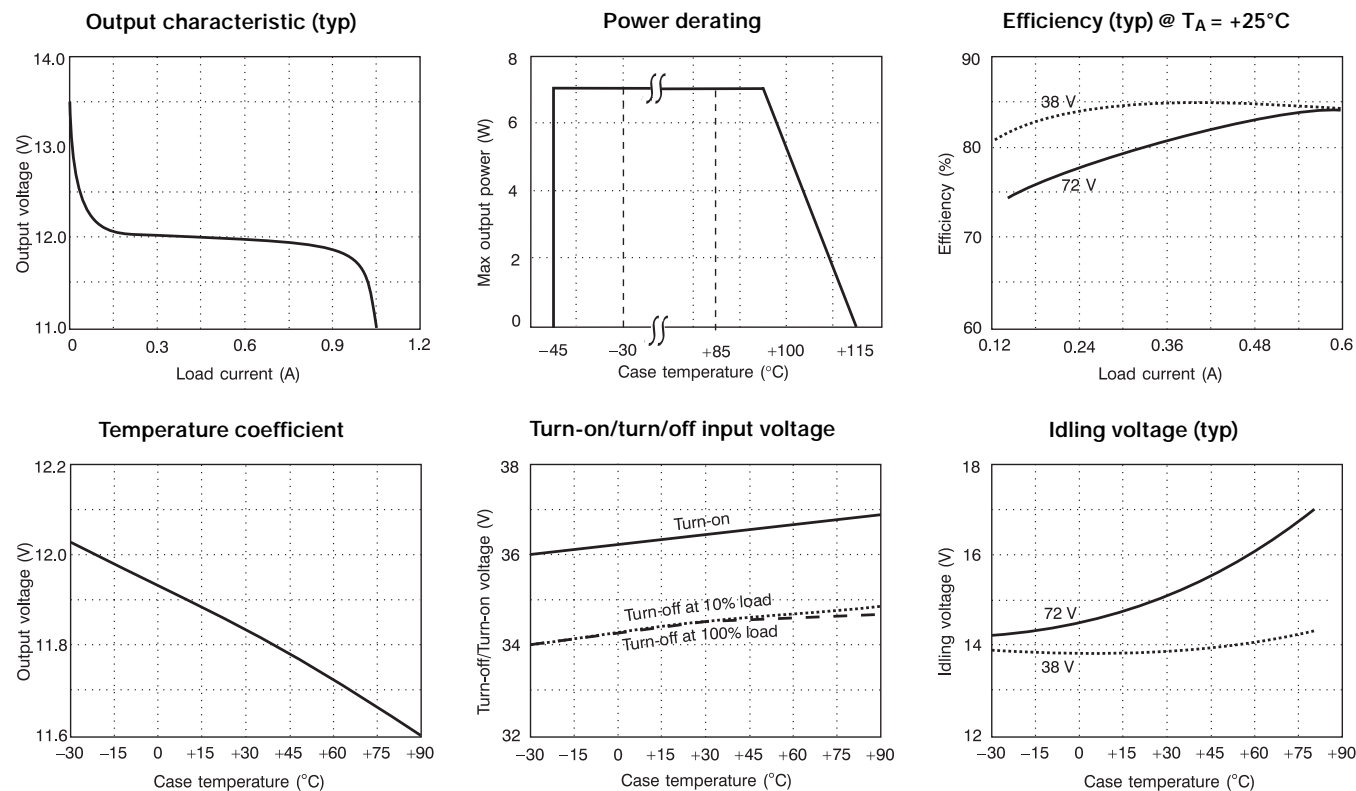 Output characteristic (typ)
14.0
13.0
12.0
11.0
Output voltage (V)
0 0.3 0.6 0.9 1.2
Load current (A)
Power derating
8
6
4
2
0
Max output power (W)
–45 –30 +85 +100 +115
Case temperature (°C)
Efficiency (typ) @ TA = +25°C
90
80
70
60
Efficiency (%)
38 V
72 V
0.12 0.24 0.36 0.48 0.6
Load current (A)
Temperature coefficient
12.2
12.0
11.8
11.6
Output voltage (V)
–30 –15 0 +15 +30 +45 +60 +75 +90
Case temperature (°C)
Turn-on/turn/off input voltage
38
36
34
32
Turn-off/Turn-on voltage (V)
Turn-on
Turn-off at 10% load
Turn-off at 100% load
–30 –15 0 +15 +30 +45 +60 +75 +90
Case temperature (°C)
Idling voltage (typ)
18
16
14
12
Idling voltage (V)
72 V
38 V
–30 –15 0 +15 +30 +45 +60 +75 +90
Case temperature (°C)